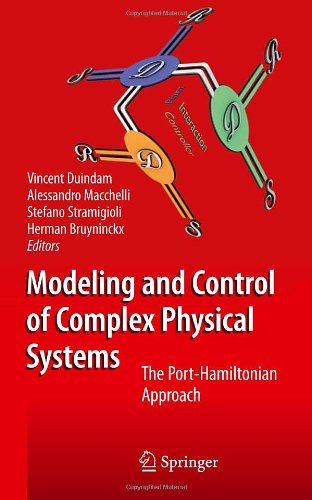 S
R
D
R
R
S
D
D
Robot
Interaction
Controller
R
D
S
S
Vincent Duindam
Alessandro Macchelli
Stefano Stramigioli
Herman Bruyninckx
Editors
Modeling and Control
of Complex Physical
Systems
The Port-Hamiltonian
Approach
Springer